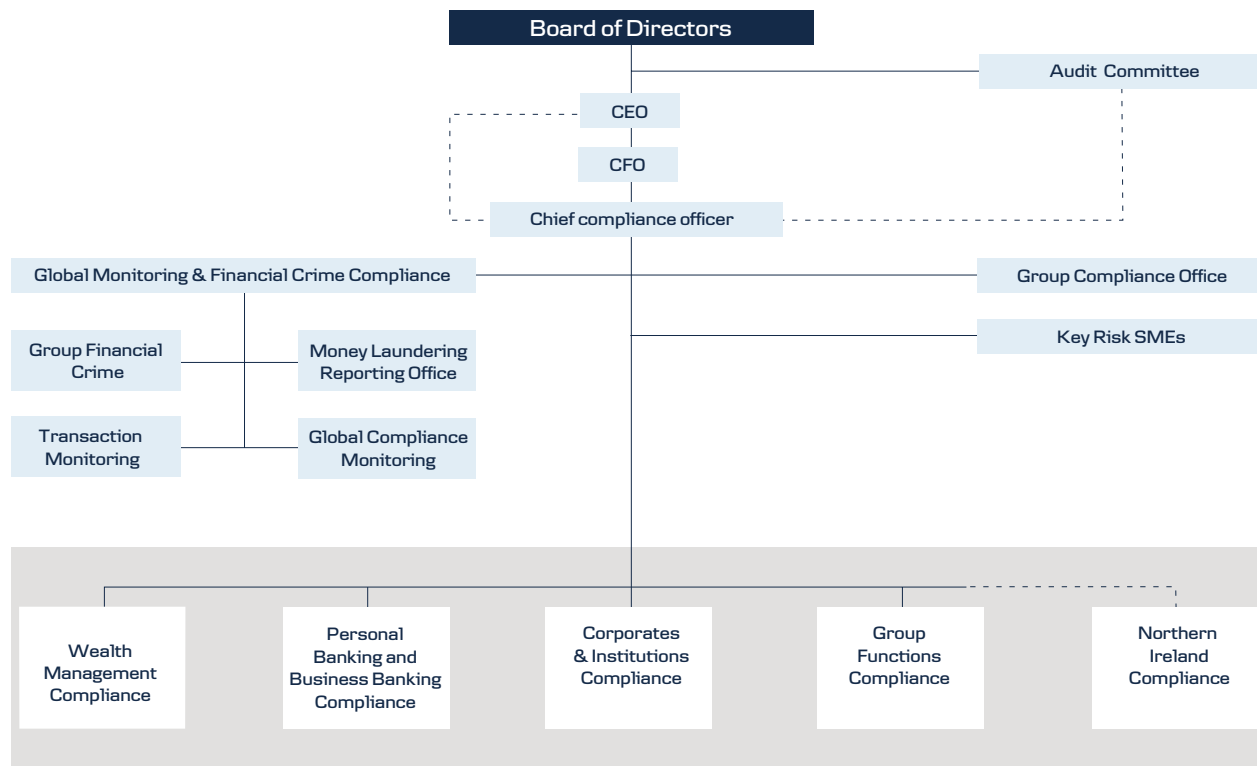 Board of Directors
Audit Committee
CEO
CFO
Chief compliance officer
Global Monitoring & Financial Crime Compliance
Group Compliance Office
Key Risk SMEs
Group Financial
Crime
Money Laundering
Reporting Office
Transaction
Monitoring
Global Compliance
Monitoring
Wealth
Management
Compliance
Personal
Banking and
Business Banking
Compliance
Corporates
& Institutions
Compliance
Group
Functions
Compliance
Northern
Ireland
Compliance